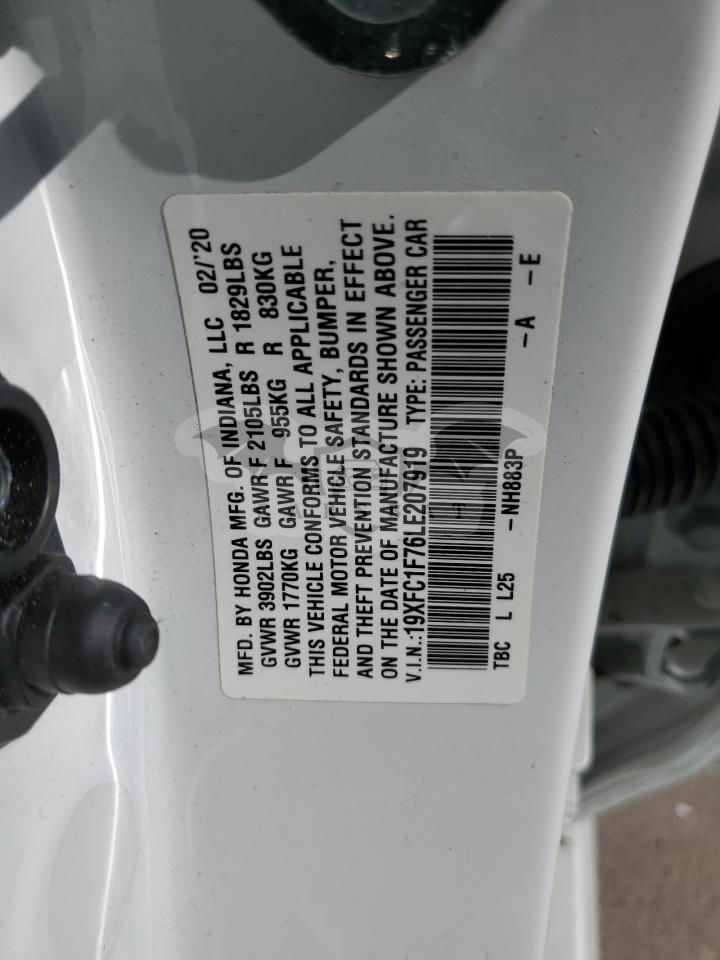 MFD. BY HONDA MFG. OF INDIANA, LLC 02/'20
GVWR 3902LBS GAWR F 2105LBS R 1829LBS
GVWR 1770KG GAWR F 955KG R 830KG
THIS VEHICLE CONFORMS TO ALL APPLICABLE
FEDERAL MOTOR VEHICLE SAFETY, BUMPER,
AND THEFT PREVENTION STANDARDS IN EFFECT
ON THE DATE OF MANUFACTURE SHOWN ABOVE.
V.I.N.:19XFC1F76LE207919 TYPE: PASSENGER CAR
TBC L L25 -NH883P -A -E